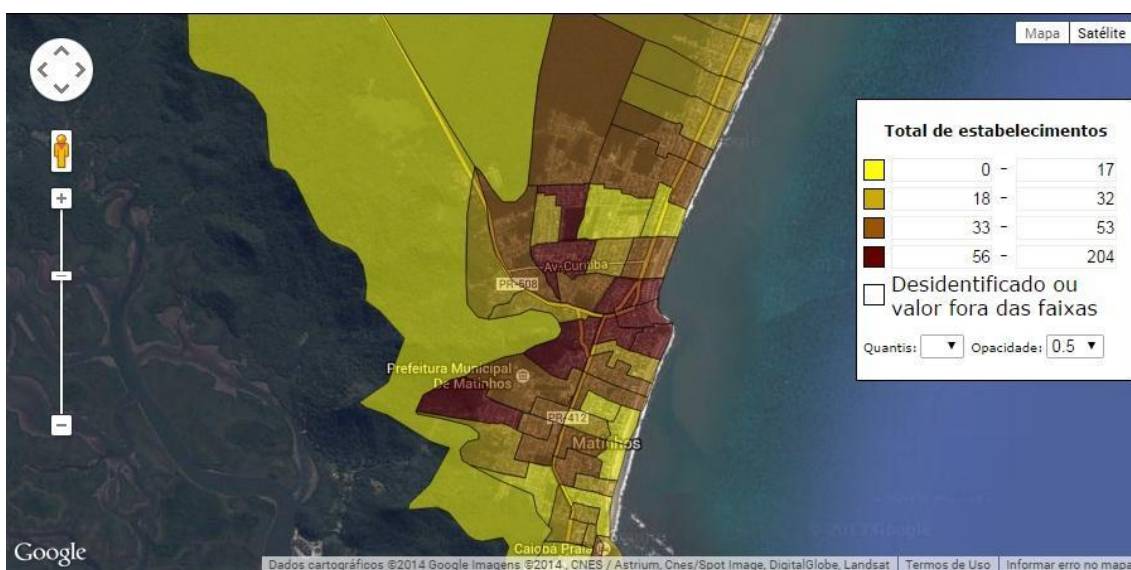 Mapa Satélite
Total de estabelecimentos
0 - 17
18 - 32
33 - 53
56 - 204
Desidentificado ou
valor fora das faixas
Quantis: Opacidade: 0.5
Av. Curitiba
PR-508
Prefeitura Municipal
De Matinhos
PR-412
Matinhos
Caiobá Praia
Google
Dados cartográficos ©2014 Google Imagens ©2014 , CNES / Astrium, Cnes/Spot Image, DigitalGlobe, Landsat Termos de Uso Informar erro no mapa